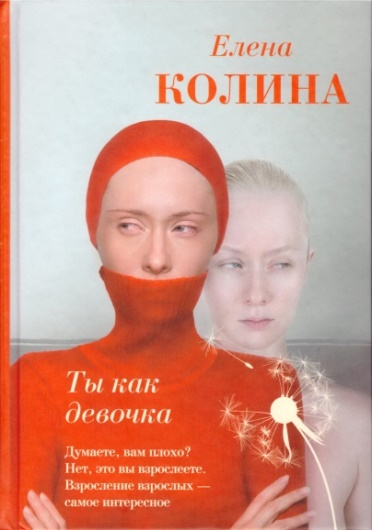 Елена
КОЛИНА
Ты как
девочка
Думаете, вам плохо?
Нет, это вы взрослеете.
Взросление взрослых —
самое интересное